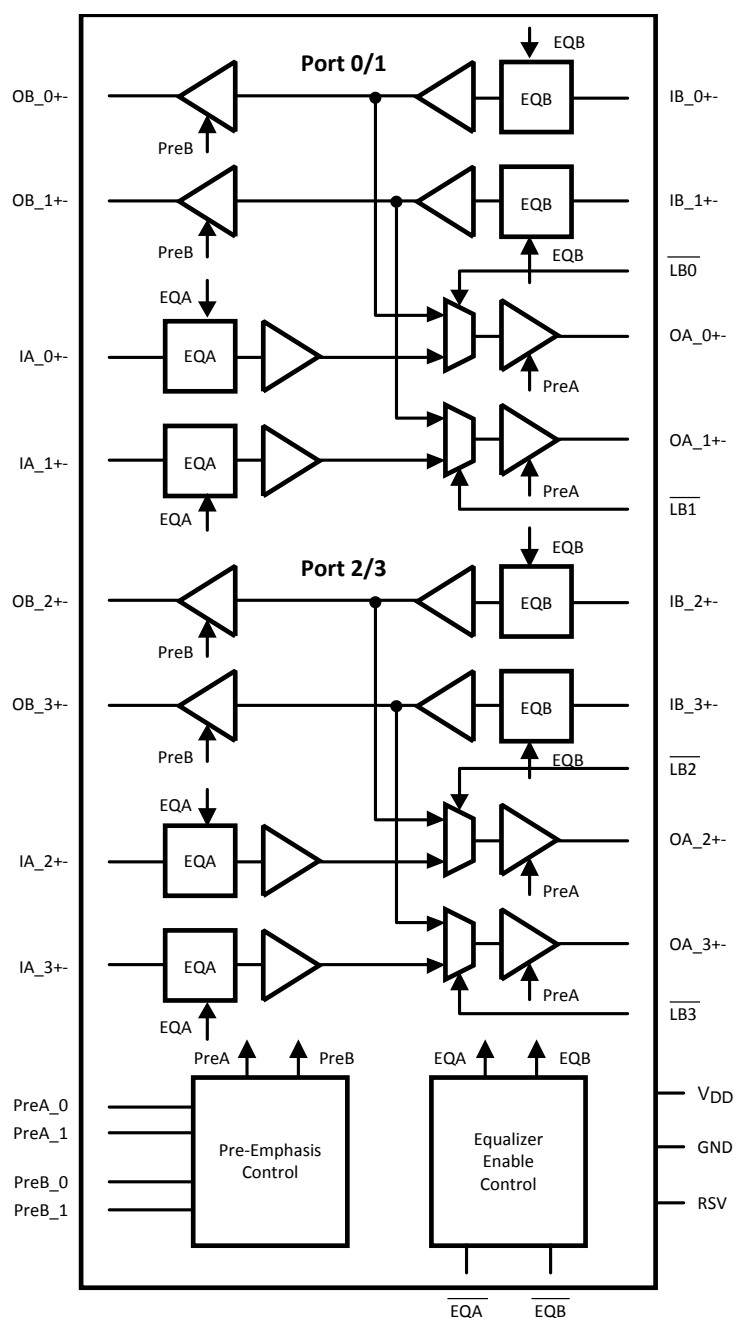 EQB
Port 0/1
OB_0+-
EQB
IB_0+-
PreB
OB_1+-
EQB
IB_1+-
PreB
EQB
LB0
EQA
OA_0+-
IA_0+-
EQA
PreA
OA_1+-
IA_1+-
EQA
PreA
EQA
LB1
EQB
Port 2/3
OB_2+-
EQB
IB_2+-
PreB
OB_3+-
EQB
IB_3+-
PreB
EQB
LB2
EQA
OA_2+-
IA_2+-
EQA
PreA
OA_3+-
IA_3+-
EQA
PreA
EQA
LB3
PreA
PreB
EQA
EQB
PreA_0
PreA_1
PreB_0
PreB_1
Pre-Emphasis
Control
Equalizer
Enable
Control
VDD
GND
RSV
EQA
EQB